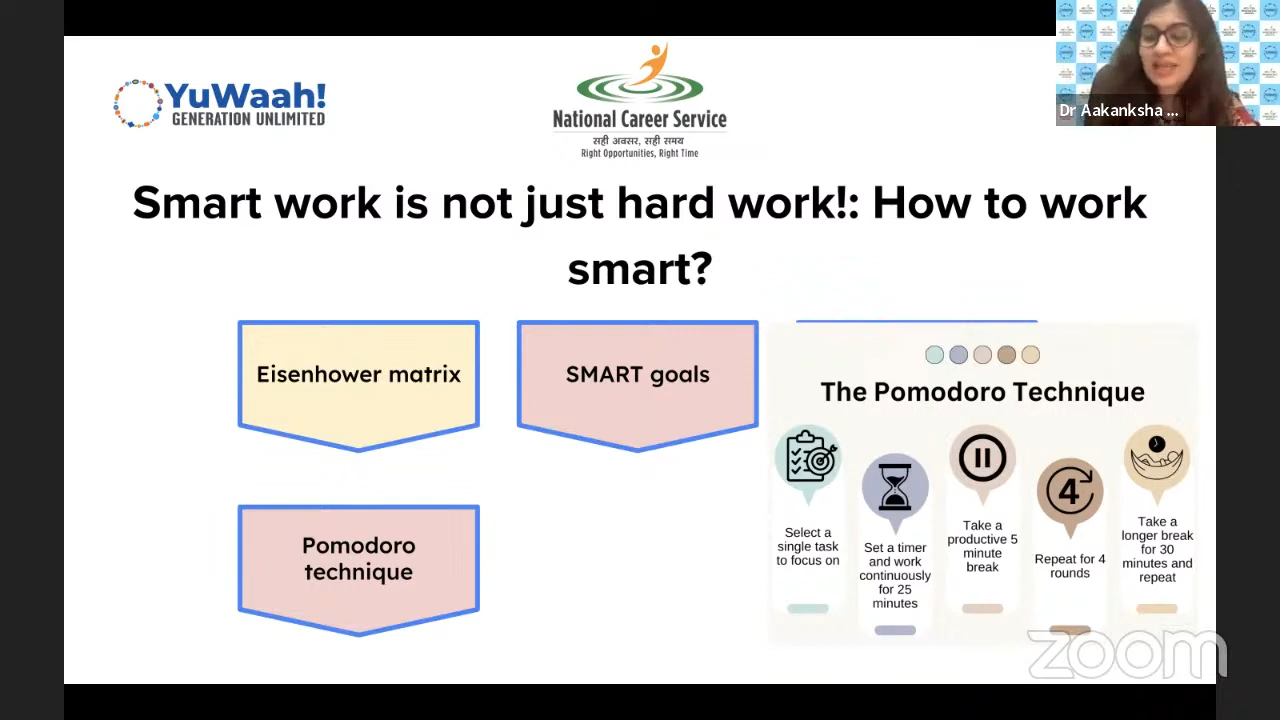 YuWaah!
GENERATION UNLIMITED
National Career Service
सही अवसर, सही समय
Right Opportunities, Right Time
Dr Aakanksha ...
Smart work is not just hard work!: How to work
smart?
Eisenhower matrix
SMART goals
Pomodoro
technique
The Pomodoro Technique
Select a
single task
to focus on
Set a timer
and work
continuously
for 25
minutes
Take a
productive 5
minute
break
4
Repeat for 4
rounds
Take a
longer break
for 30
minutes and
repeat
zoom